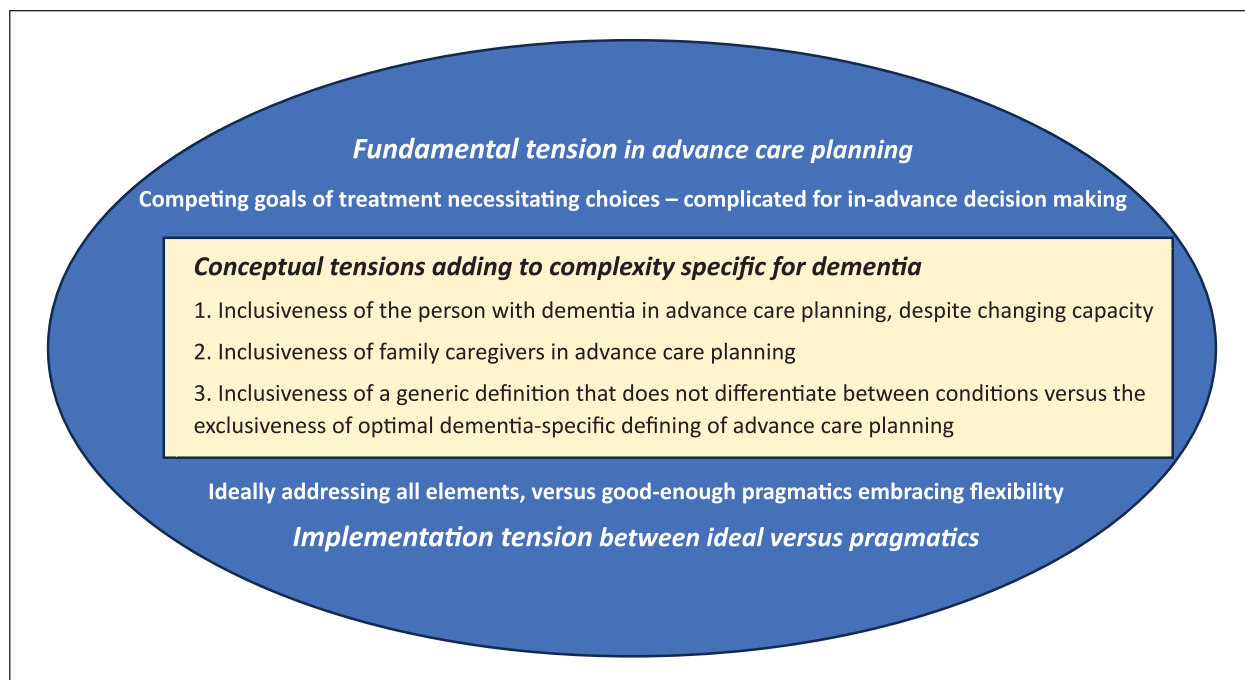 Fundamental tension in advance care planning
Competing goals of treatment necessitating choices – complicated for in-advance decision making
Conceptual tensions adding to complexity specific for dementia
1. Inclusiveness of the person with dementia in advance care planning, despite changing capacity
2. Inclusiveness of family caregivers in advance care planning
3. Inclusiveness of a generic definition that does not differentiate between conditions versus the
exclusiveness of optimal dementia-specific defining of advance care planning
Ideally addressing all elements, versus good-enough pragmatics embracing flexibility
Implementation tension between ideal versus pragmatics